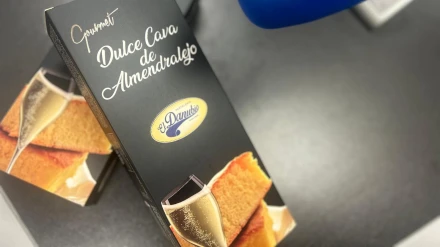 Gourmet
Dulce Cava
de
Almendralejo
El Danubio